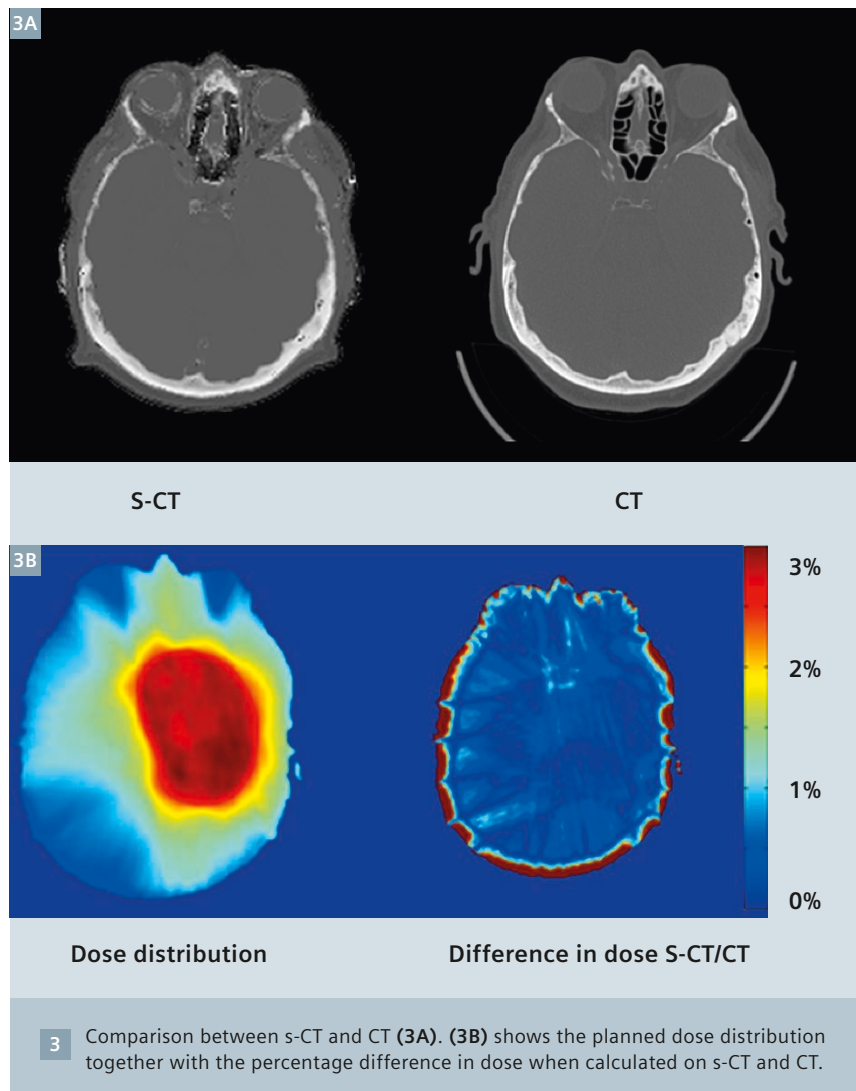 3A
S-CT
CT
3B
3%
2%
1%
0%
Dose distribution
Difference in dose S-CT/CT
3
Comparison between s-CT and CT (3A). (3B) shows the planned dose distribution
together with the percentage difference in dose when calculated on s-CT and CT.